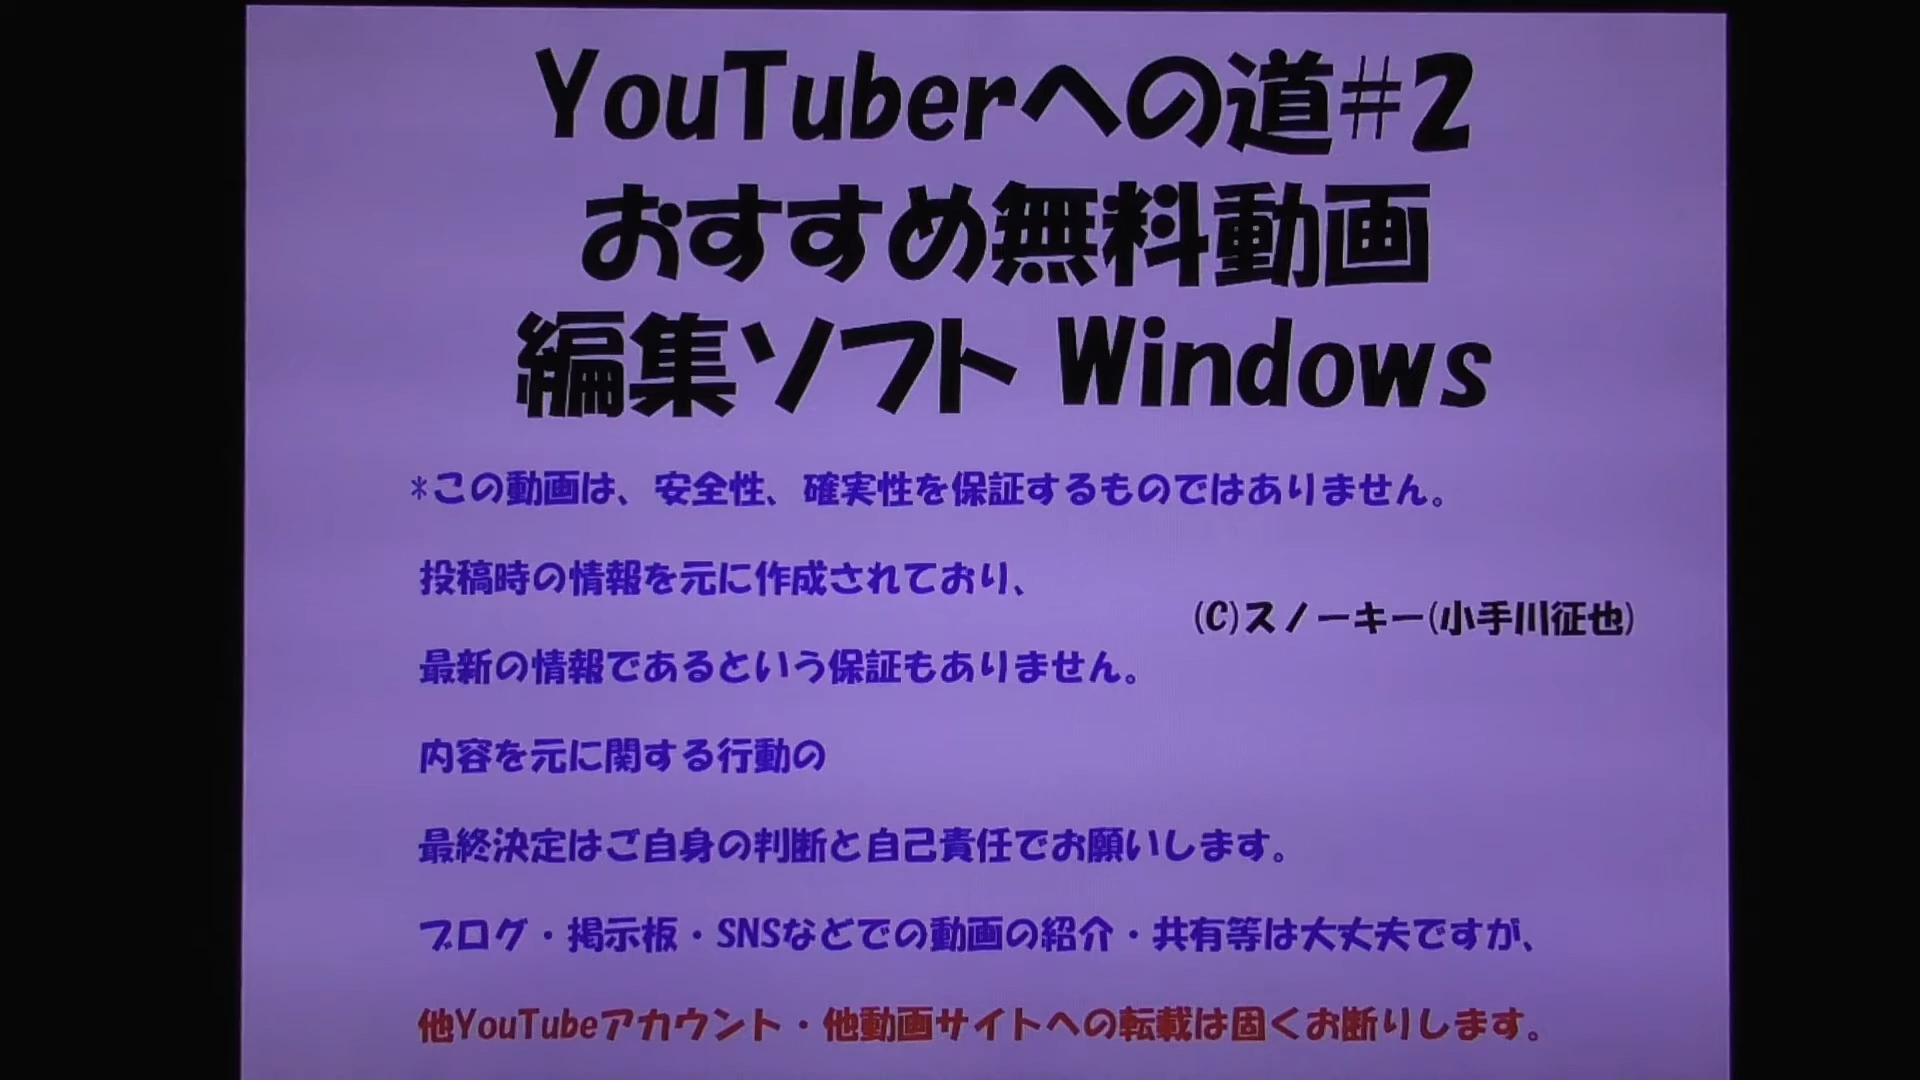 YouTuberへの道#2
おすすめ無料動画
編集ソフト Windows
*この動画は、安全性、確実性を保証するものではありません。
投稿時の情報を元に作成されており、
(C)スノーキー(小手川征也)
最新の情報であるという保証もありません。
内容を元に関する行動の
最終決定はご自身の判断と自己責任でお願いします。
ブログ・掲示板・SNSなどでの動画の紹介・共有等は大丈夫ですが、
他YouTubeアカウント・他動画サイトへの転載は固くお断りします。